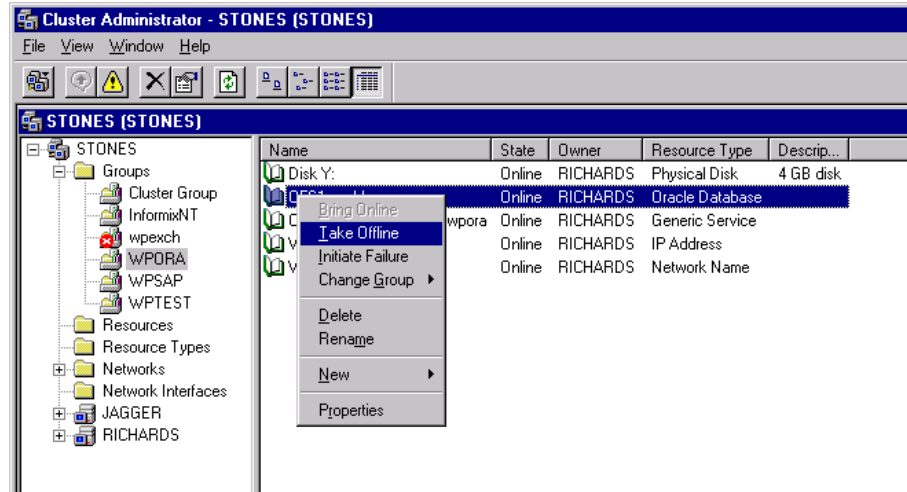 Cluster Administrator - STONES (STONES)
File View Window Help
STONES (STONES)
STONES
Groups
Cluster Group
InformixNT
wpexch
WPORA
WPSAP
WPTEST
Resources
Resource Types
Networks
Network Interfaces
JAGGER
RICHARDS
Name State Owner Resource Type Descrip...
Disk Y: Online RICHARDS Physical Disk 4 GB disk
Online RICHARDS Oracle Database
wpora Online RICHARDS Generic Service
V Online RICHARDS IP Address
V Online RICHARDS Network Name
Bring Online
Take Offline
Initiate Failure
Change Group
Delete
Rename
New
Properties